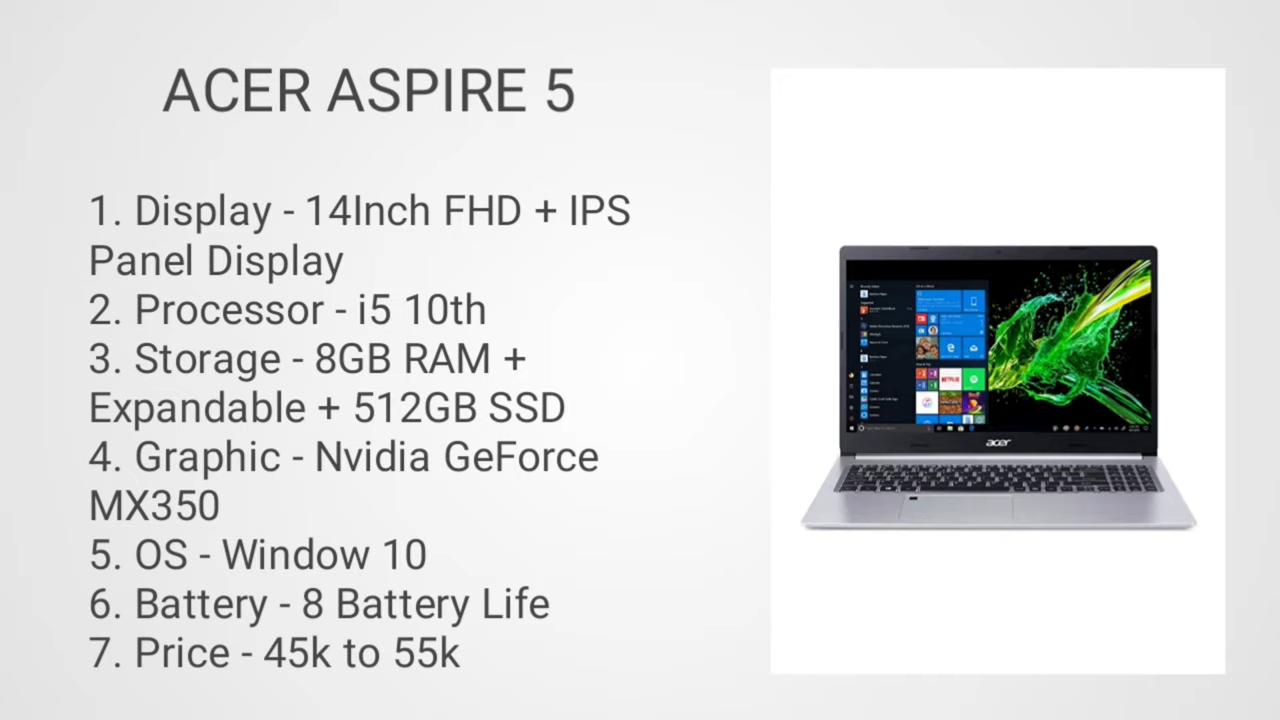 ACER ASPIRE 5
1. Display - 14Inch FHD + IPS
Panel Display
2. Processor - i5 10th
3. Storage - 8GB RAM +
Expandable + 512GB SSD
4. Graphic - Nvidia GeForce
MX350
5. OS - Window 10
6. Battery - 8 Battery Life
7. Price - 45k to 55k
NETFLIX
acer